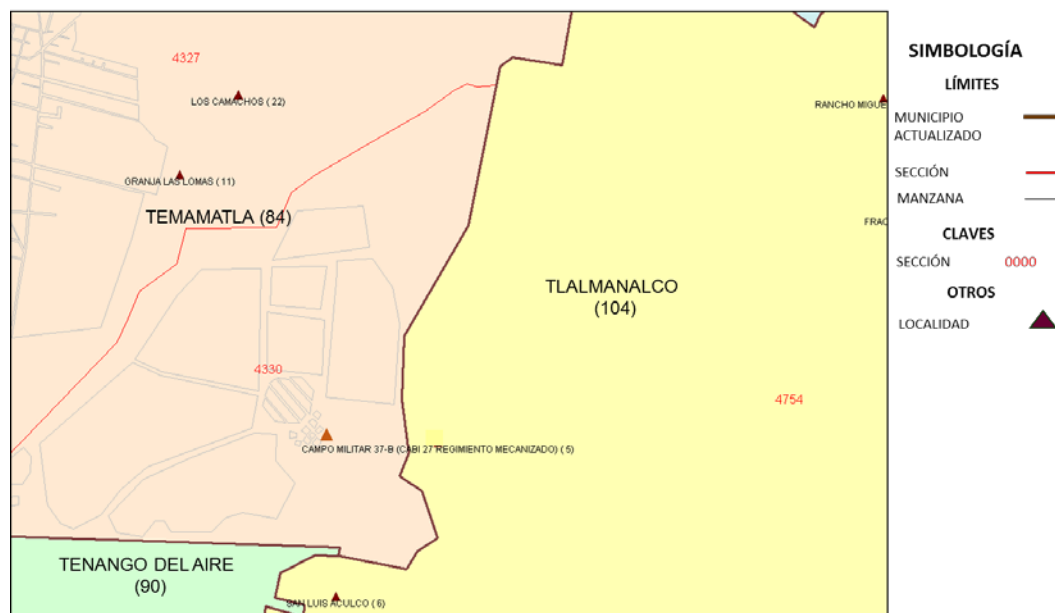 4327
LOS CAMACHOS (22)
GRANJA LAS LOMAS (11)
TEMAMATLA (84)
RANCHO MIGUE
FRAC
TLALMANALCO
(104)
4330
4754
CAMPO MILITAR 37-B (CABI 27 REGIMIENTO MECANIZADO) (5)
TENANGO DEL AIRE
(90)
SAN LUIS ACULCO (6)
SIMBOLOGÍA
LÍMITES
MUNICIPIO
ACTUALIZADO
SECCIÓN
MANZANA
CLAVES
SECCIÓN 0000
OTROS
LOCALIDAD